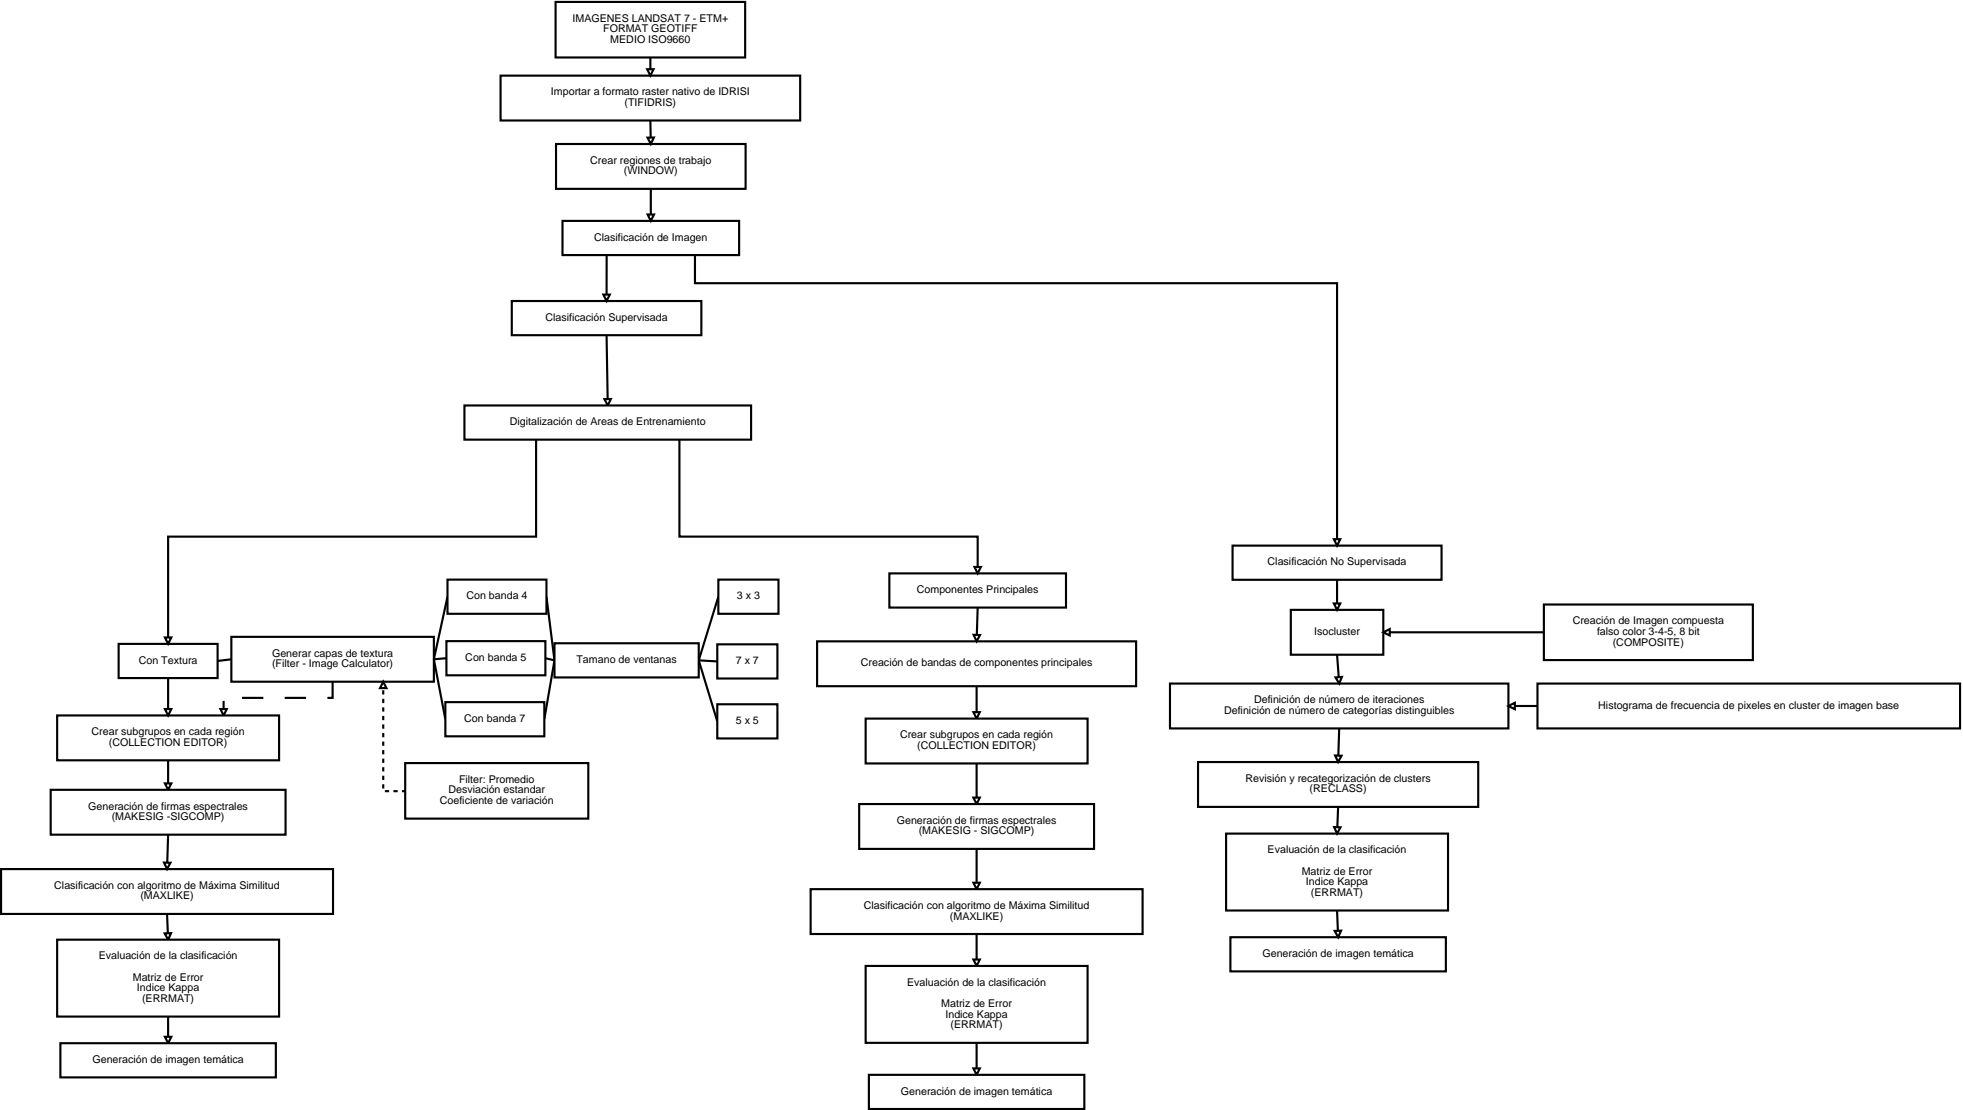 IMAGENES LANDSAT 7 - ETM+
FORMAT GEOTIFF
MEDIO ISO9660
Importar a formato raster nativo de IDRISI
(TIFIDRIS)
Crear regiones de trabajo
(WINDOW)
Clasificación de Imagen
Clasificación Supervisada
Digitalización de Areas de Entrenamiento
Con Textura
Generar capas de textura
(Filter - Image Calculator)
Con banda 4
Con banda 5
Con banda 7
Tamano de ventanas
3 x 3
7 x 7
5 x 5
Filter: Promedio
Desviación estandar
Coeficiente de variación
Crear subgrupos en cada región
(COLLECTION EDITOR)
Generación de firmas espectrales
(MAKESIG -SIGCOMP)
Clasificación con algoritmo de Máxima Similitud
(MAXLIKE)
Evaluación de la clasificación
Matriz de Error
Indice Kappa
(ERRMAT)
Generación de imagen temática
Componentes Principales
Creación de bandas de componentes principales
Crear subgrupos en cada región
(COLLECTION EDITOR)
Generación de firmas espectrales
(MAKESIG - SIGCOMP)
Clasificación con algoritmo de Máxima Similitud
(MAXLIKE)
Evaluación de la clasificación
Matriz de Error
Indice Kappa
(ERRMAT)
Generación de imagen temática
Clasificación No Supervisada
Isocluster
Creación de Imagen compuesta
falso color 3-4-5, 8 bit
(COMPOSITE)
Definición de número de iteraciones
Definición de número de categorías distinguibles
Histograma de frecuencia de pixeles en cluster de imagen base
Revisión y recategorización de clusters
(RECLASS)
Evaluación de la clasificación
Matriz de Error
Indice Kappa
(ERRMAT)
Generación de imagen temática